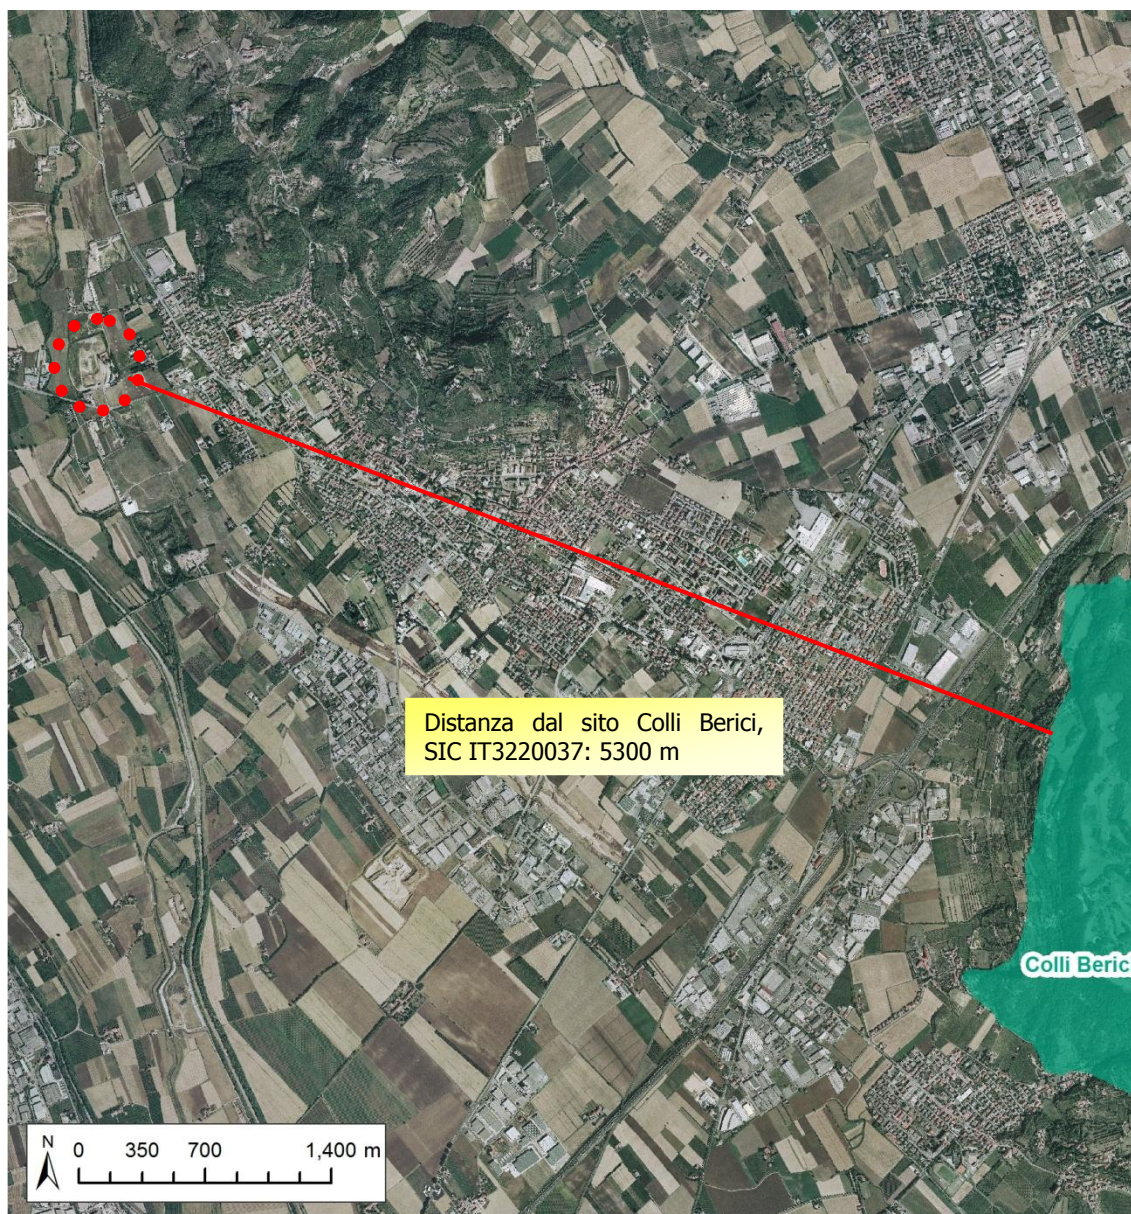 Distanza dal sito Colli Berici,
SIC IT3220037: 5300 m
Colli Beric
N
0 350 700 1,400 m